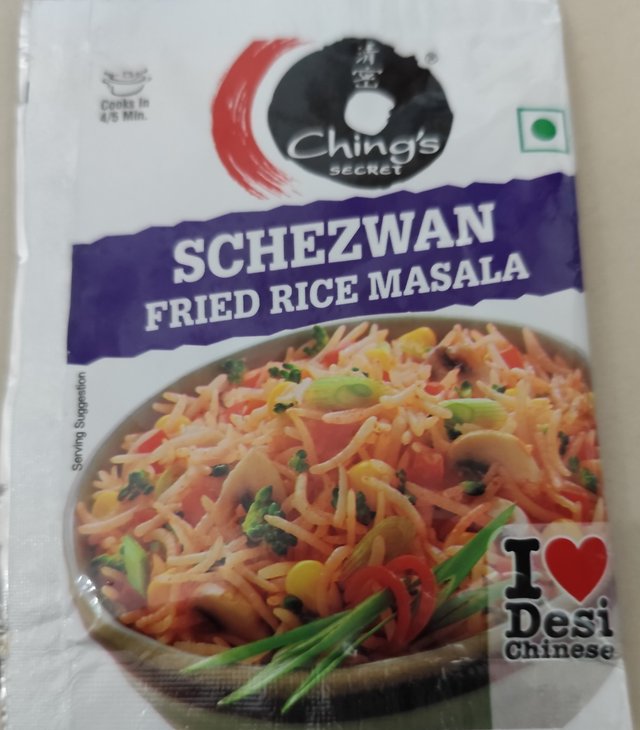 Cooks In
4/5 Min.
Ching's
SECRET
®
SCHEZWAN
FRIED RICE MASALA
Serving Suggestion
I
Desi
Chinese